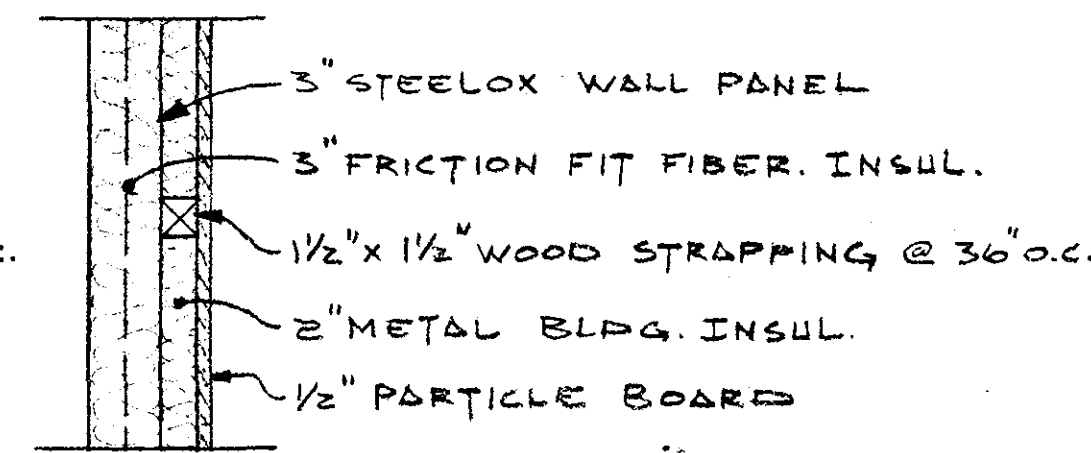 3" STEELOX WALL PANEL
3" FRICTION FIT FIBER. INSUL.
1½" X 1½" WOOD STRAPPING @ 36" O.C.
2" METAL BLDG. INSUL.
½" PARTICLE BOARD